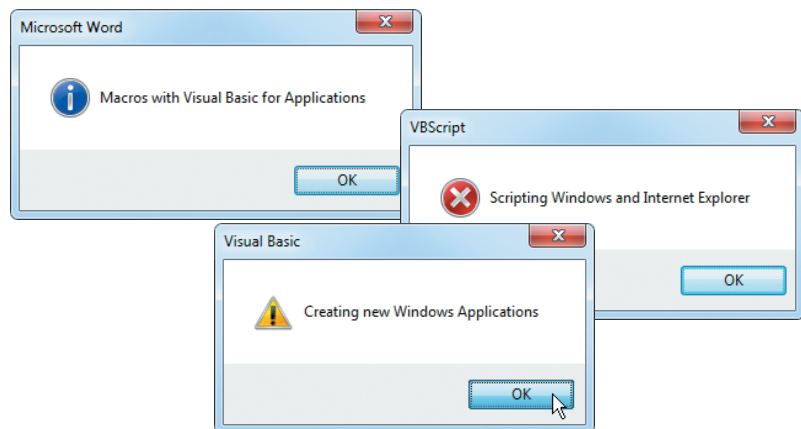 Microsoft Word
Macros with Visual Basic for Applications
OK
VBScript
Scripting Windows and Internet Explorer
OK
Visual Basic
Creating new Windows Applications
OK